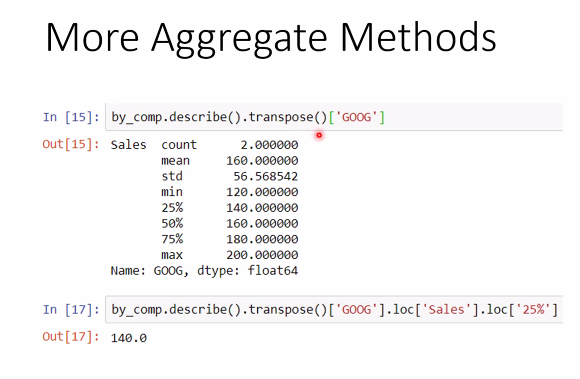 More Aggregate Methods
In [15]: by_comp.describe().transpose()['GOOG']
Out[15]: Sales  count      2.000000
mean     160.000000
std       56.568542
min      120.000000
25%      140.000000
50%      160.000000
75%      180.000000
max      200.000000
Name: GOOG, dtype: float64
In [17]: by_comp.describe().transpose()['GOOG'].loc['Sales'].loc['25%']
Out[17]: 140.0